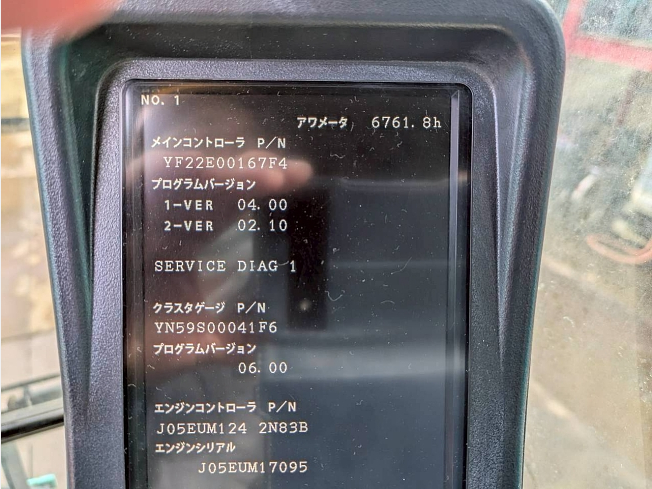 NO. 1
アワメータ 6761.8h
メインコントローラ P/N
YF22E00167F4
プログラムバージョン
1-VER 04.00
2-VER 02.10
SERVICE DIAG 1
クラスタゲージ P/N
YN59S00041F6
プログラムバージョン
06.00
エンジンコントローラ P/N
J05EUM124 2N83B
エンジンシリアル
J05EUM17095